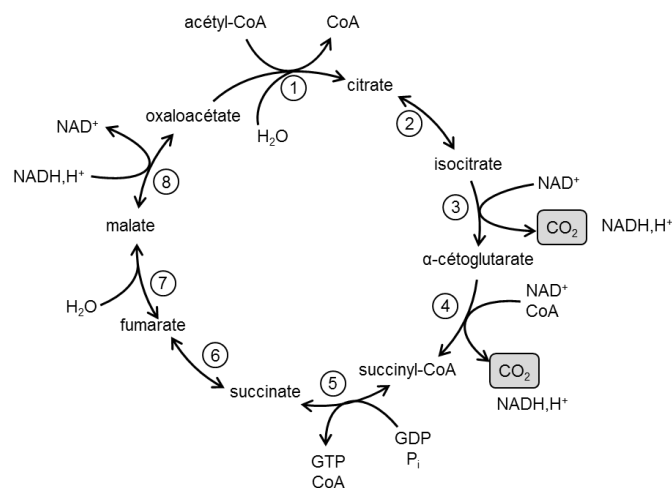 acétyl-CoA
CoA
1
citrate
oxaloacétate
H₂O
2
NAD⁺
NADH,H⁺
8
isocitrate
3
NAD⁺
CO₂
NADH,H⁺
malate
α-cétoglutarate
7
H₂O
4
NAD⁺
CoA
fumarate
6
succinyl-CoA
CO₂
NADH,H⁺
5
succinate
GDP
Pᵢ
GTP
CoA